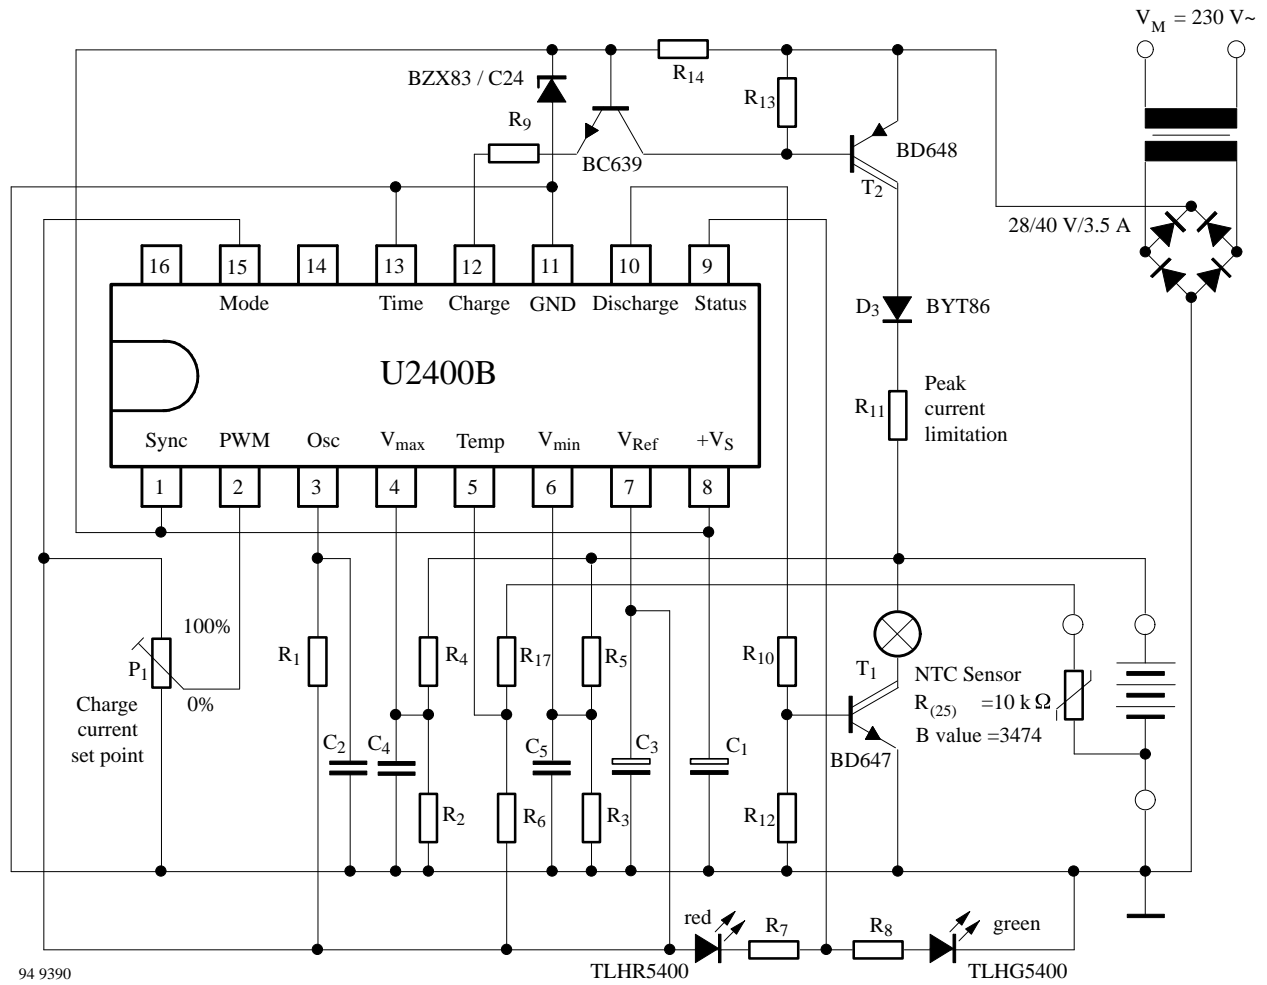 V_M = 230 V~
BZX83 / C24
R14
R13
R9
BC639
BD648
T2
28/40 V/3.5 A
16 15 14 13 12 11 10 9
Mode Time Charge GND Discharge Status
D3 BYT86
U2400B
R11
Peak
current
limitation
Sync PWM Osc Vmax Temp Vmin VRef +VS
1 2 3 4 5 6 7 8
100%
P1
0%
Charge
current
set point
R1
R4
R17
R5
R10
T1
NTC Sensor
R(25) =10 k Ω
B value =3474
C2
C4
C5
C3
C1
BD647
R2
R6
R3
R12
red
R7
R8
green
TLHR5400
TLHG5400
94 9390